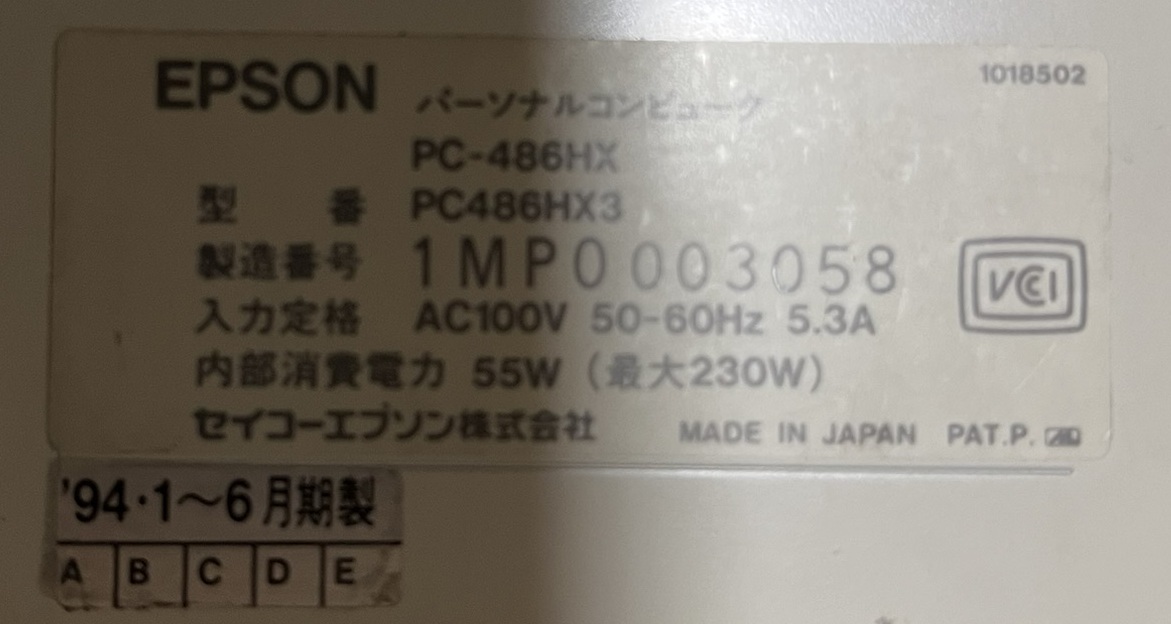 EPSON パーソナルコンピュータ 1018502
PC-486HX
型 番 PC486HX3
製造番号 1MP0003058
入力定格 AC100V 50-60Hz 5.3A
VCCI
内部消費電力 55W (最大230W)
セイコーエプソン株式会社 MADE IN JAPAN PAT.P.
'94・1〜6月期製
A B C D E